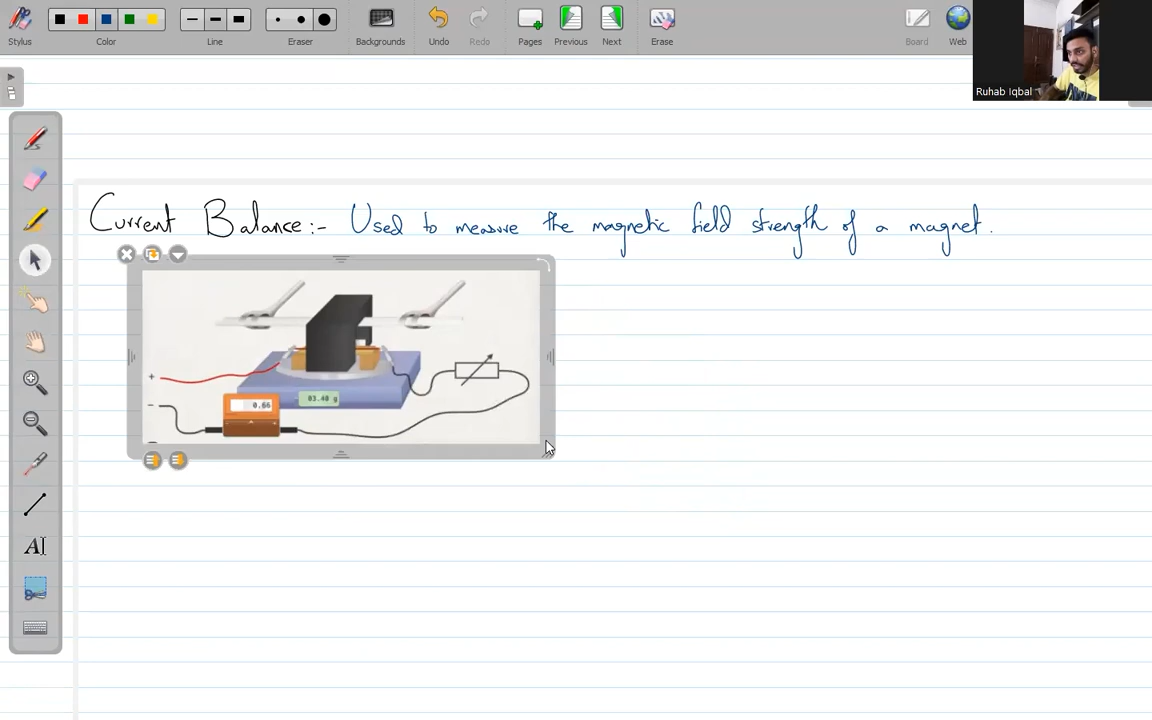 Stylus
Color
Line
Eraser
Backgrounds
Undo
Redo
Pages
Previous
Next
Erase
Board
Web
Ruhab Iqbal
Current Balance:- Used to measure the magnetic field strength of a magnet.
+
83.40 g
0.66
-
AI